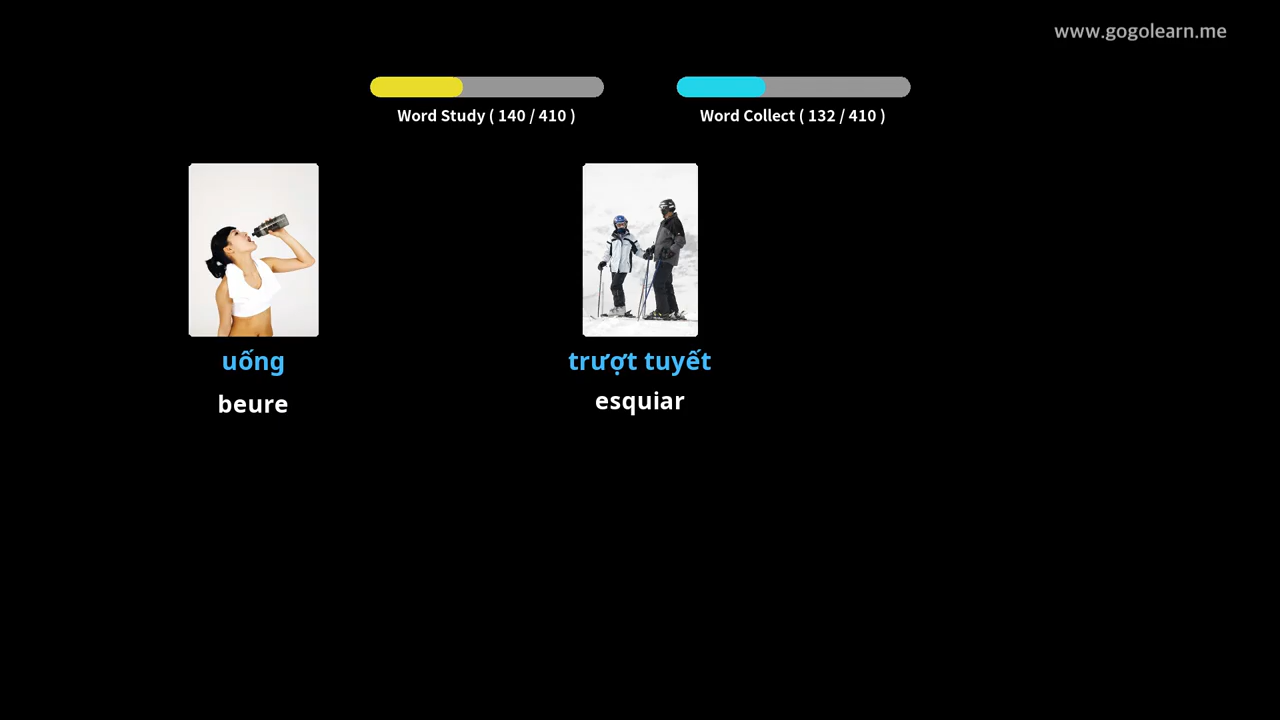 www.gogolearn.me
Word Study ( 140 / 410 )
Word Collect ( 132 / 410 )
uống
trượt tuyết
beure
esquiar